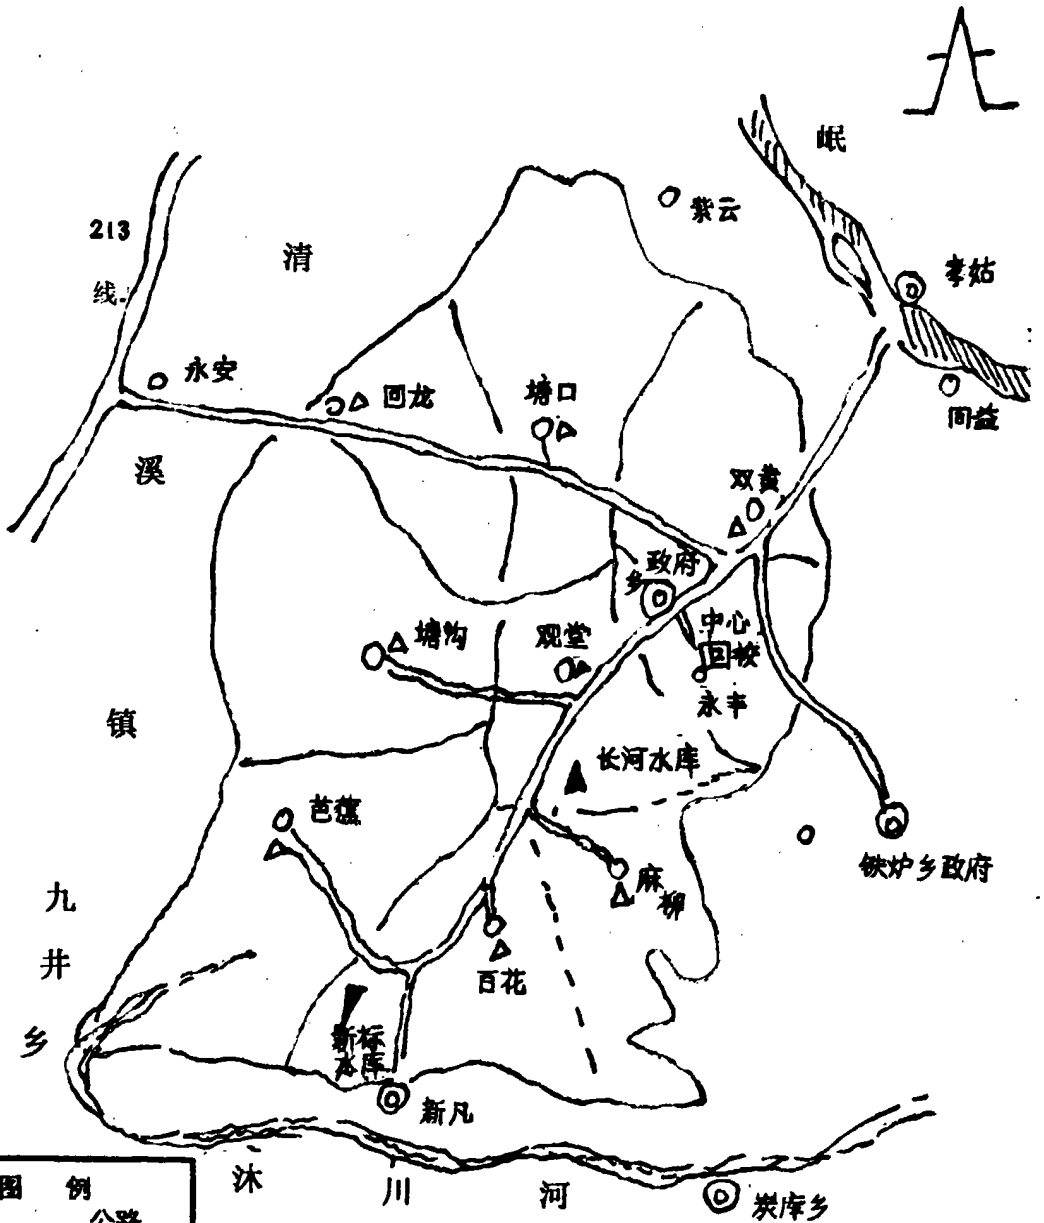 岷
紫云
213
线
清
孝姑
永安
回龙
塘口
同益
溪
双黄
乡政府
中心
校
塘沟
观堂
永丰
镇
长河水库
芭蕉
铁炉乡政府
麻柳
九井乡
百花
新标
水库
新凡
沐川河
炭库乡
图例
公路